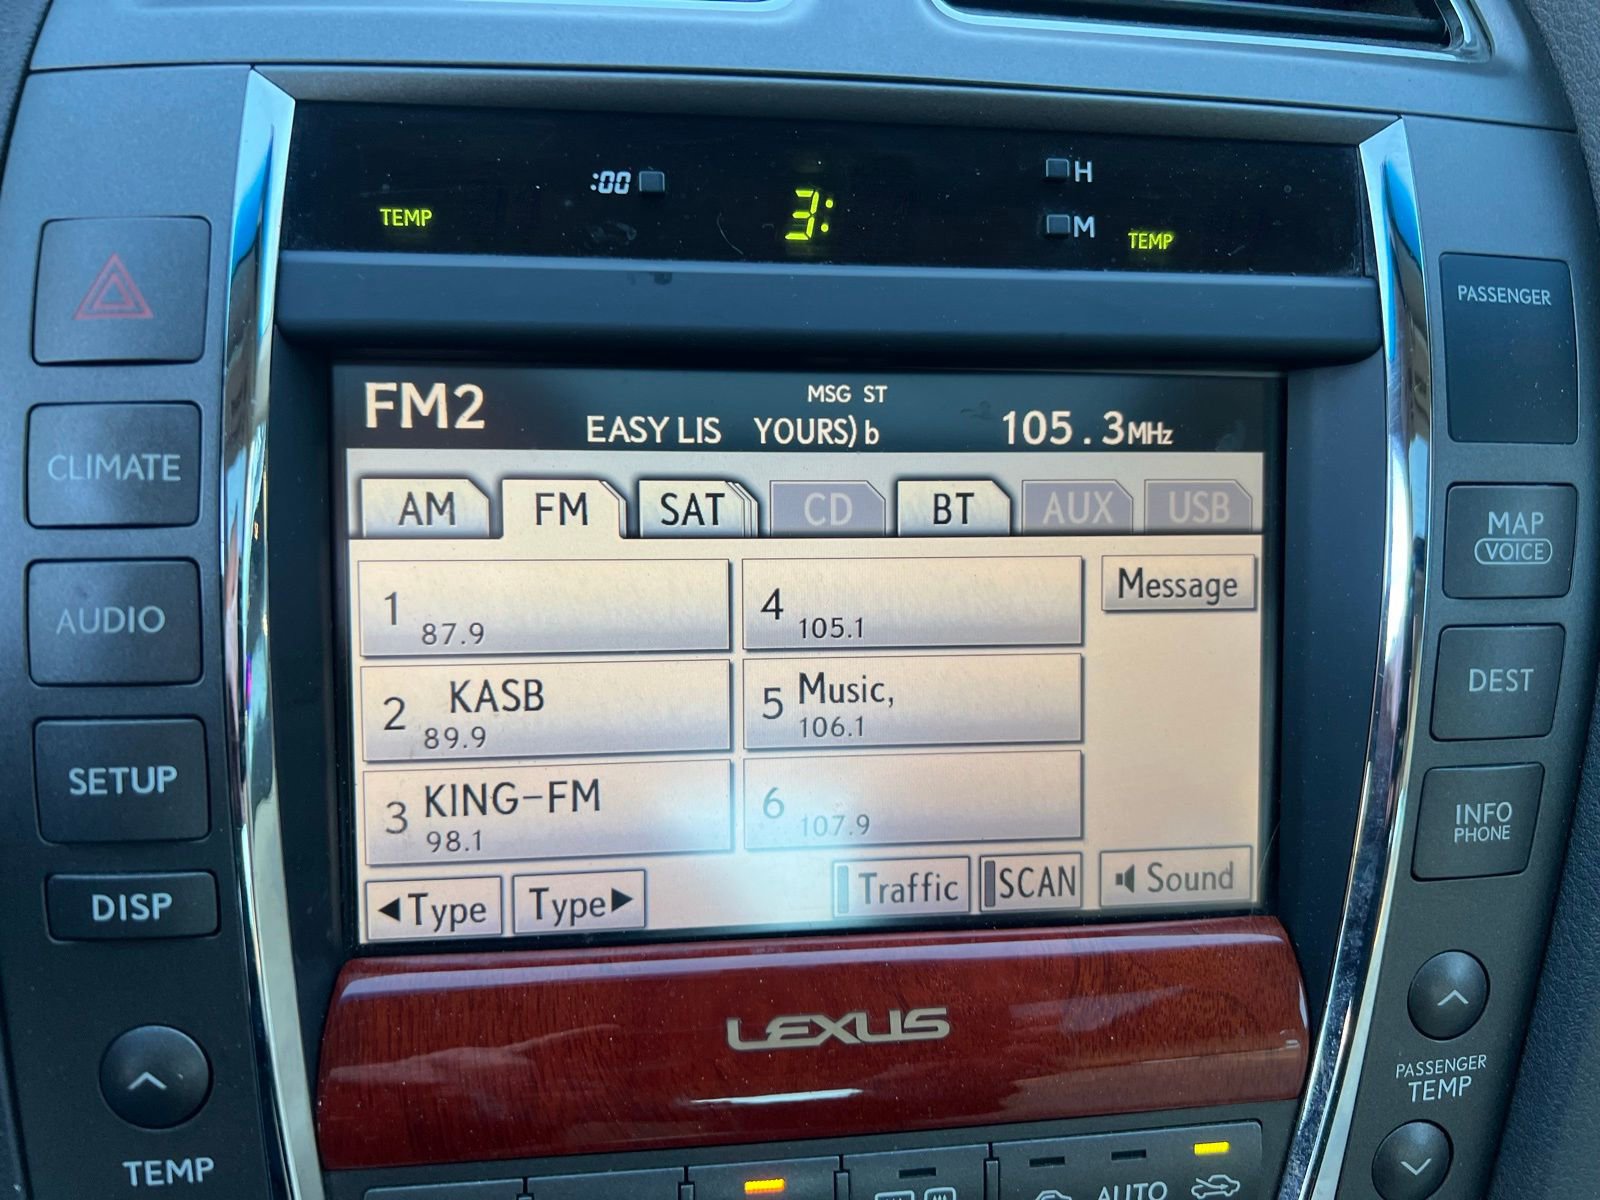 :00
H
TEMP
3:
M
TEMP
PASSENGER
MSG ST
FM2
EASY LIS YOURS) b
105.3MHz
CLIMATE
AM FM SAT CD BT AUX USB
MAP
VOICE
1
87.9
4
105.1
Message
AUDIO
2 KASB
89.9
5 Music,
106.1
DEST
SETUP
3 KING-FM
98.1
6
107.9
INFO
PHONE
◀Type Type▶ Traffic SCAN Sound
DISP
LEXUS
PASSENGER
TEMP
TEMP
AUTO